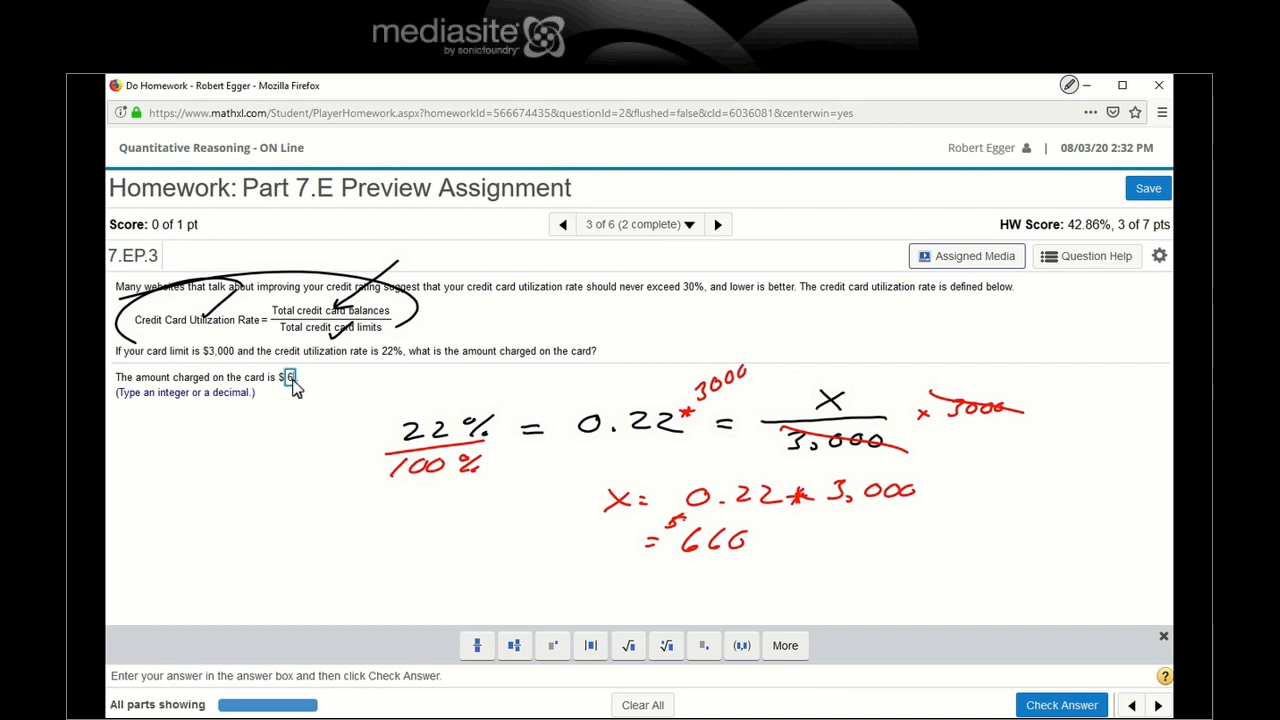 mediasite
by sonicfoundry
Do Homework - Robert Egger - Mozilla Firefox
https://www.mathxl.com/Student/PlayerHomework.aspx?homeworkId=566674435&questionId=2&flushed=false&cId=6036081&centerwin=yes
Quantitative Reasoning - ON Line
Robert Egger | 08/03/20 2:32 PM
Homework: Part 7.E Preview Assignment
Save
Score: 0 of 1 pt
3 of 6 (2 complete)
HW Score: 42.86%, 3 of 7 pts
7.EP.3
Assigned Media
Question Help
Many websites that talk about improving your credit rating suggest that your credit card utilization rate should never exceed 30%, and lower is better. The credit card utilization rate is defined below.
Credit Card Utilization Rate = Total credit card balances
Total credit card limits
If your card limit is $3,000 and the credit utilization rate is 22%, what is the amount charged on the card?
The amount charged on the card is $ 6
(Type an integer or a decimal.)
22% = 0.22 * 3000 = X × 3000
100% 3,000
X = 0.22 * 3,000
= $ 660
More
Enter your answer in the answer box and then click Check Answer.
?
All parts showing
Clear All
Check Answer